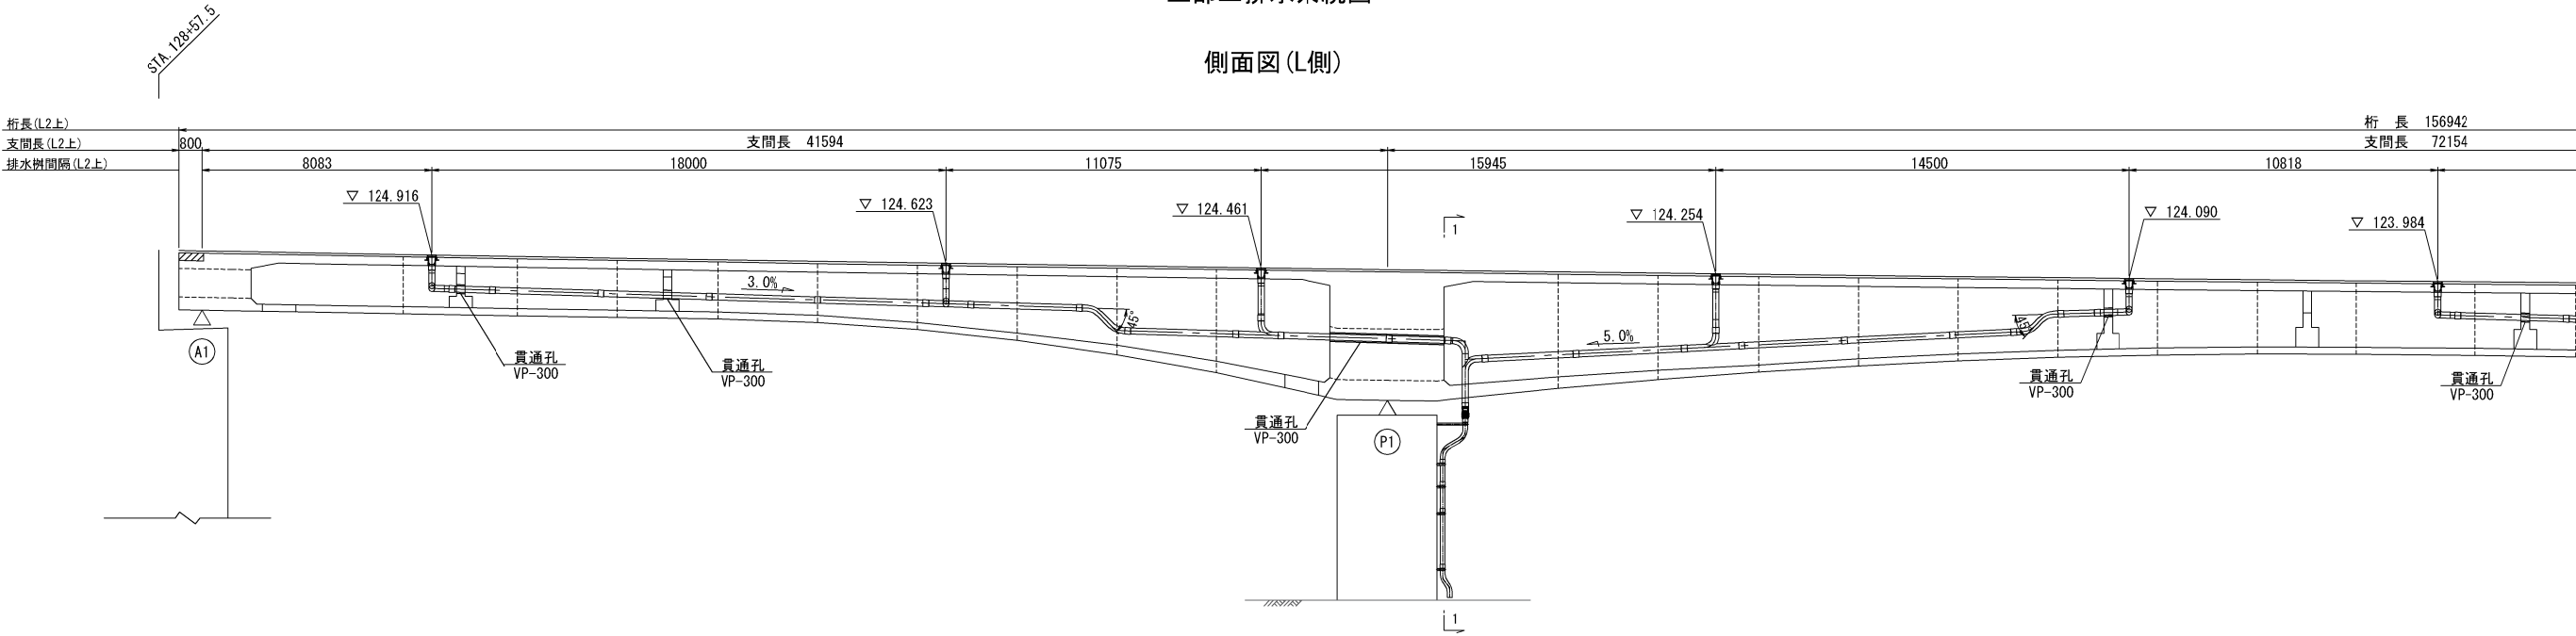 側面図(L側)
STA.128+57.5
桁長(L2上)
桁　長 156942
支間長(L2上)
800
支間長 41594
支間長 72154
排水桝間隔(L2上)
8083
18000
11075
15945
14500
10818
▽ 124.916
▽ 124.623
▽ 124.461
▽ 124.254
▽ 124.090
▽ 123.984
1
3.0%
45°
5.0%
45°
A1
貫通孔
VP-300
貫通孔
VP-300
貫通孔
VP-300
P1
貫通孔
VP-300
貫通孔
VP-300
1